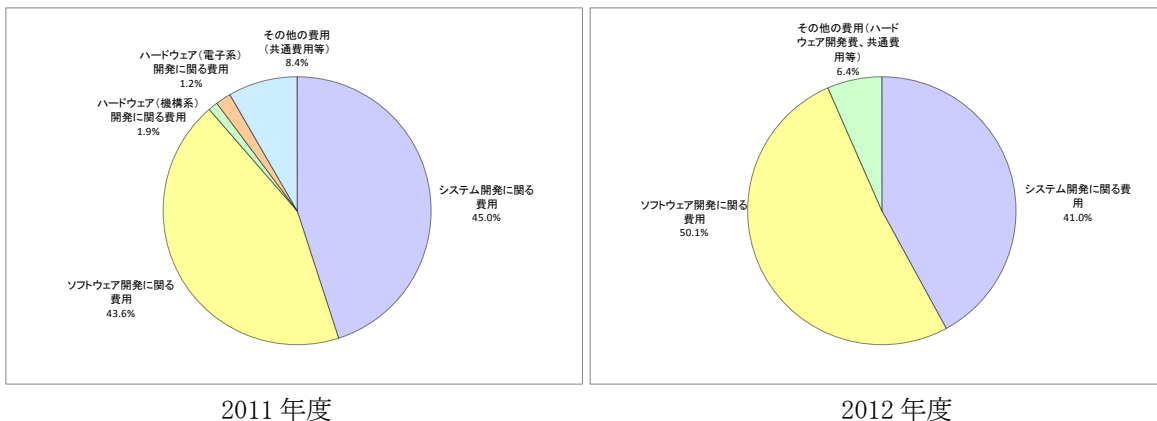 その他の費用
(共通費用等)
8.4%
ハードウェア(電子系)
開発に関る費用
1.2%
ハードウェア(機構系)
開発に関る費用
1.9%
システム開発に関る
費用
45.0%
ソフトウェア開発に関る
費用
43.6%
2011 年度
その他の費用(ハード
ウェア開発費、共通費
用等)
6.4%
システム開発に関る費
用
41.0%
ソフトウェア開発に関る
費用
50.1%
2012 年度